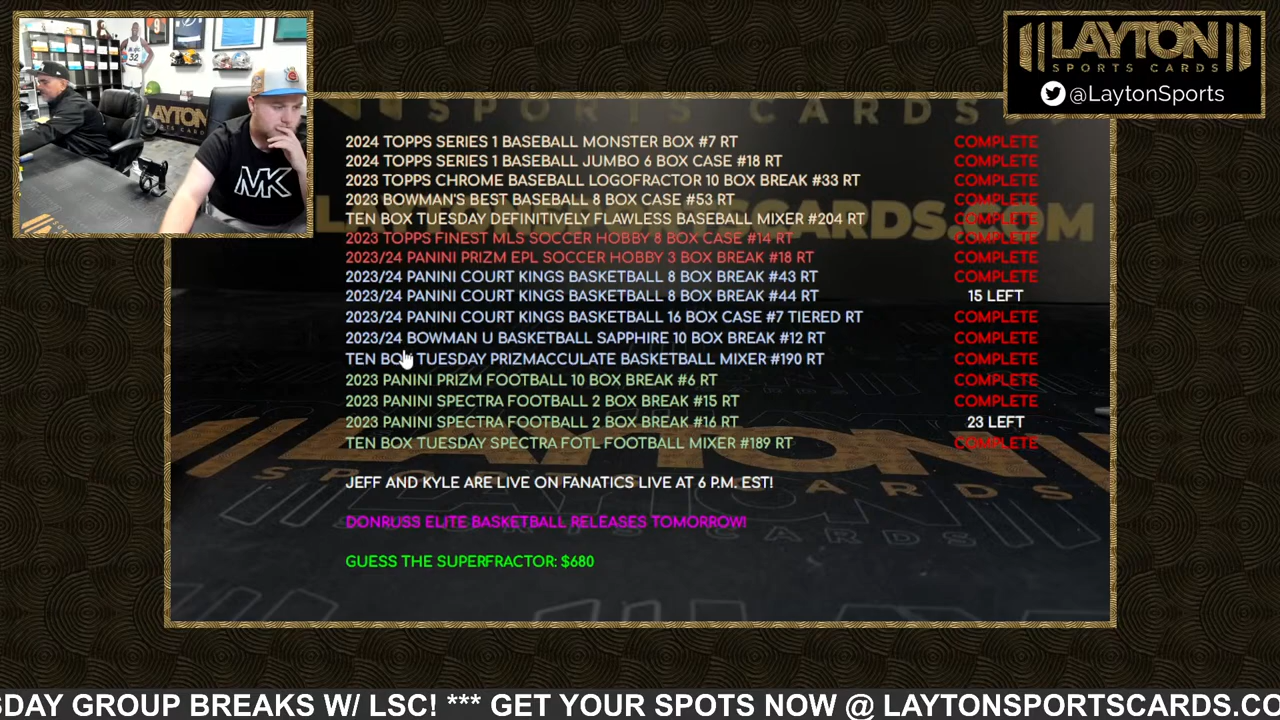 LAYTON
SPORTS CARDS
@LaytonSports
SPORTS CARDS
2024 TOPPS SERIES 1 BASEBALL MONSTER BOX #7 RT COMPLETE
2024 TOPPS SERIES 1 BASEBALL JUMBO 6 BOX CASE #18 RT COMPLETE
2023 TOPPS CHROME BASEBALL LOGOFRACTOR 10 BOX BREAK #33 RT COMPLETE
2023 BOWMAN'S BEST BASEBALL 8 BOX CASE #53 RT COMPLETE
TEN BOX TUESDAY DEFINITIVELY FLAWLESS BASEBALL MIXER #204 RT COMPLETE
2023 TOPPS FINEST MLS SOCCER HOBBY 8 BOX CASE #14 RT COMPLETE
2023/24 PANINI PRIZM EPL SOCCER HOBBY 3 BOX BREAK #18 RT COMPLETE
2023/24 PANINI COURT KINGS BASKETBALL 8 BOX BREAK #43 RT COMPLETE
2023/24 PANINI COURT KINGS BASKETBALL 8 BOX BREAK #44 RT 15 LEFT
2023/24 PANINI COURT KINGS BASKETBALL 16 BOX CASE #7 TIERED RT COMPLETE
2023/24 BOWMAN U BASKETBALL SAPPHIRE 10 BOX BREAK #12 RT COMPLETE
TEN BOX TUESDAY PRIZMACCULATE BASKETBALL MIXER #190 RT COMPLETE
2023 PANINI PRIZM FOOTBALL 10 BOX BREAK #6 RT COMPLETE
2023 PANINI SPECTRA FOOTBALL 2 BOX BREAK #15 RT COMPLETE
2023 PANINI SPECTRA FOOTBALL 2 BOX BREAK #16 RT 23 LEFT
TEN BOX TUESDAY SPECTRA FOTL FOOTBALL MIXER #189 RT COMPLETE
JEFF AND KYLE ARE LIVE ON FANATICS LIVE AT 6 P.M. EST!
DONRUSS ELITE BASKETBALL RELEASES TOMORROW!
GUESS THE SUPERFRACTOR: $680
MK
32
LAYTON
SDAY GROUP BREAKS W/ LSC! *** GET YOUR SPOTS NOW @ LAYTONSPORTSCARDS.CO